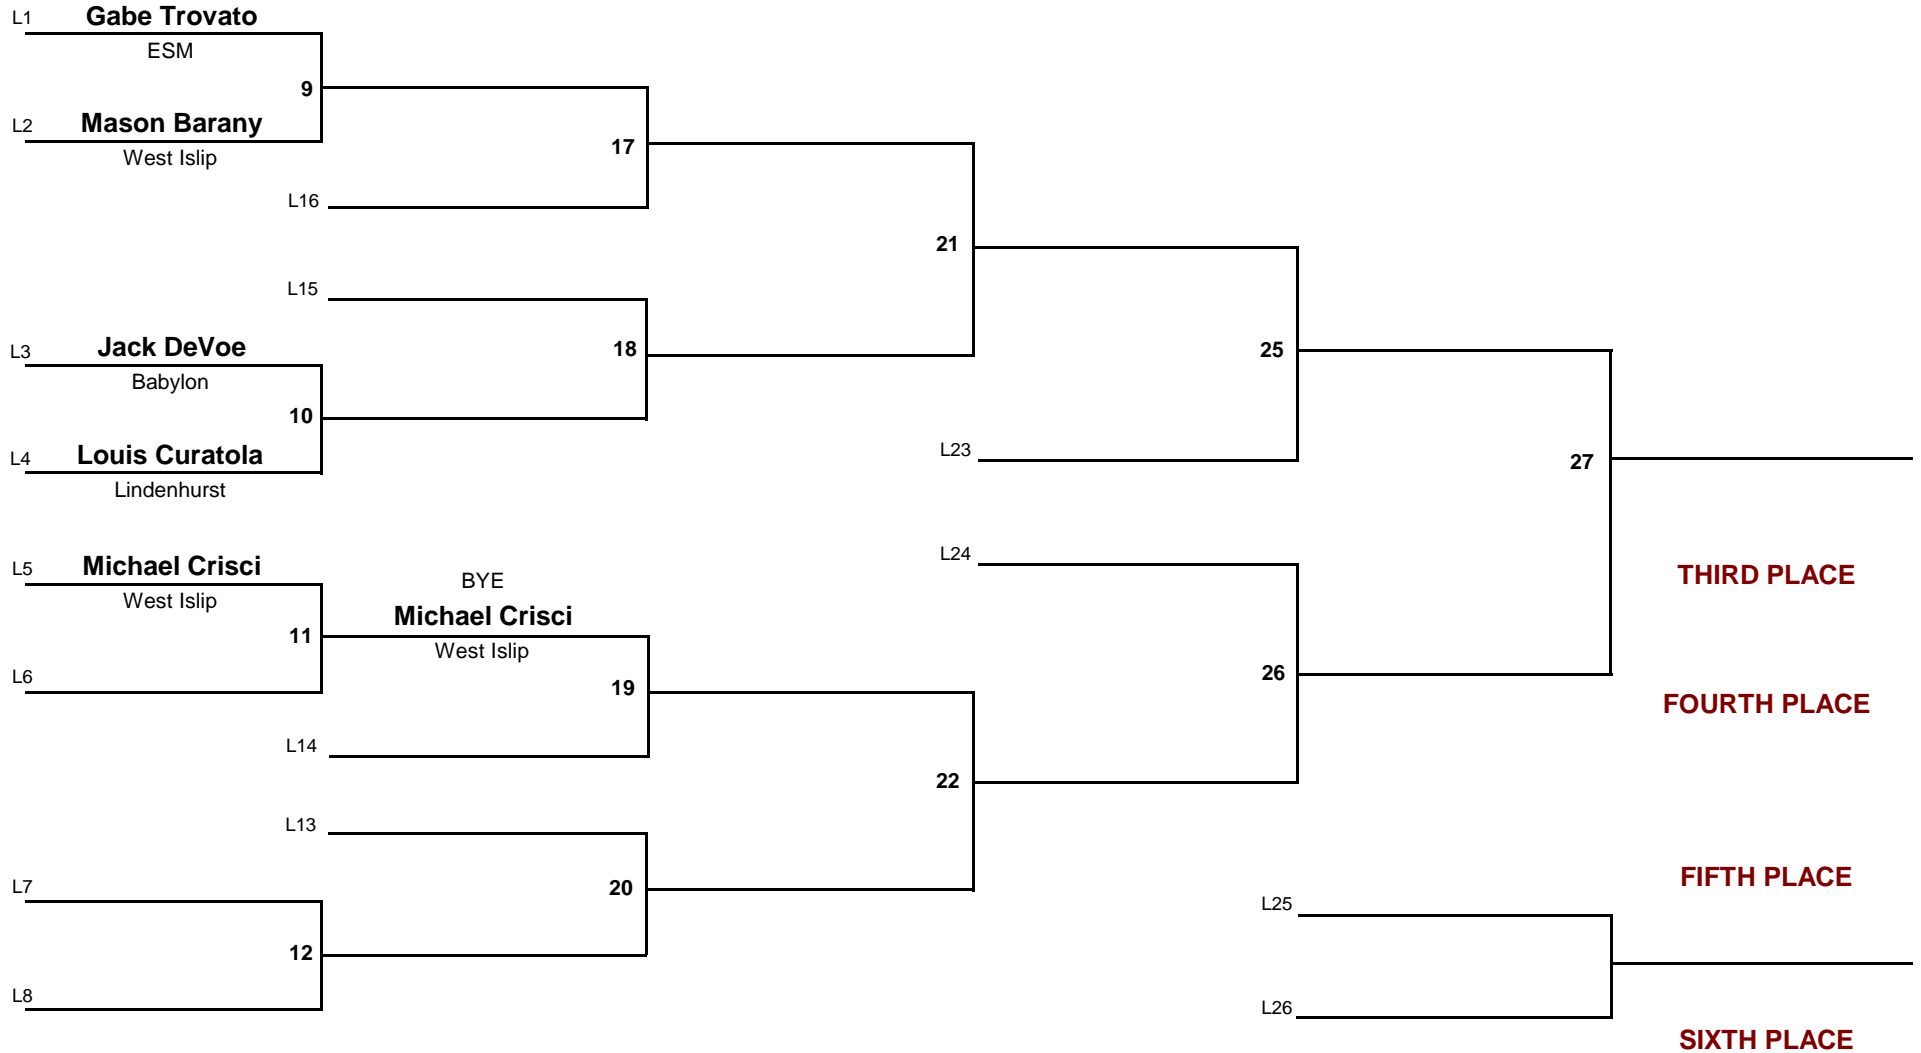 L1 Gabe Trovato
ESM
9
L2 Mason Barany
West Islip
17
L16
21
L15
L3 Jack DeVoe
Babylon
18
25
10
L4 Louis Curatola
Lindenhurst
L23
27
L5 Michael Crisci
West Islip
BYE
Michael Crisci
West Islip
L24
THIRD PLACE
11
L6
19
26
FOURTH PLACE
L14
22
L13
L7
20
FIFTH PLACE
L25
12
L8
L26
SIXTH PLACE